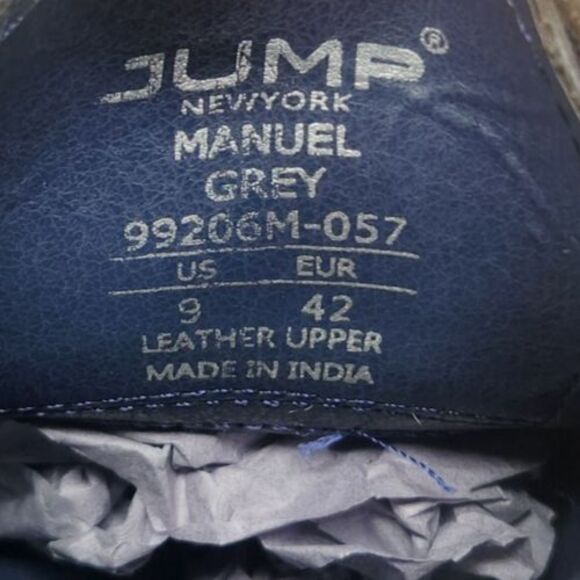 JUMP®
NEWYORK
MANUEL
GREY
99206M-057
US EUR
9 42
LEATHER UPPER
MADE IN INDIA